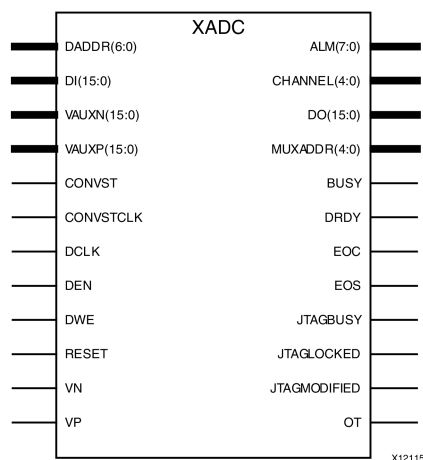 XADC
DADDR(6:0) ALM(7:0)
DI(15:0) CHANNEL(4:0)
VAUXN(15:0) DO(15:0)
VAUXP(15:0) MUXADDR(4:0)
CONVST BUSY
CONVSTCLK DRDY
DCLK EOC
DEN EOS
DWE JTAGBUSY
RESET JTAGLOCKED
VN JTAGMODIFIED
VP OT
X12115